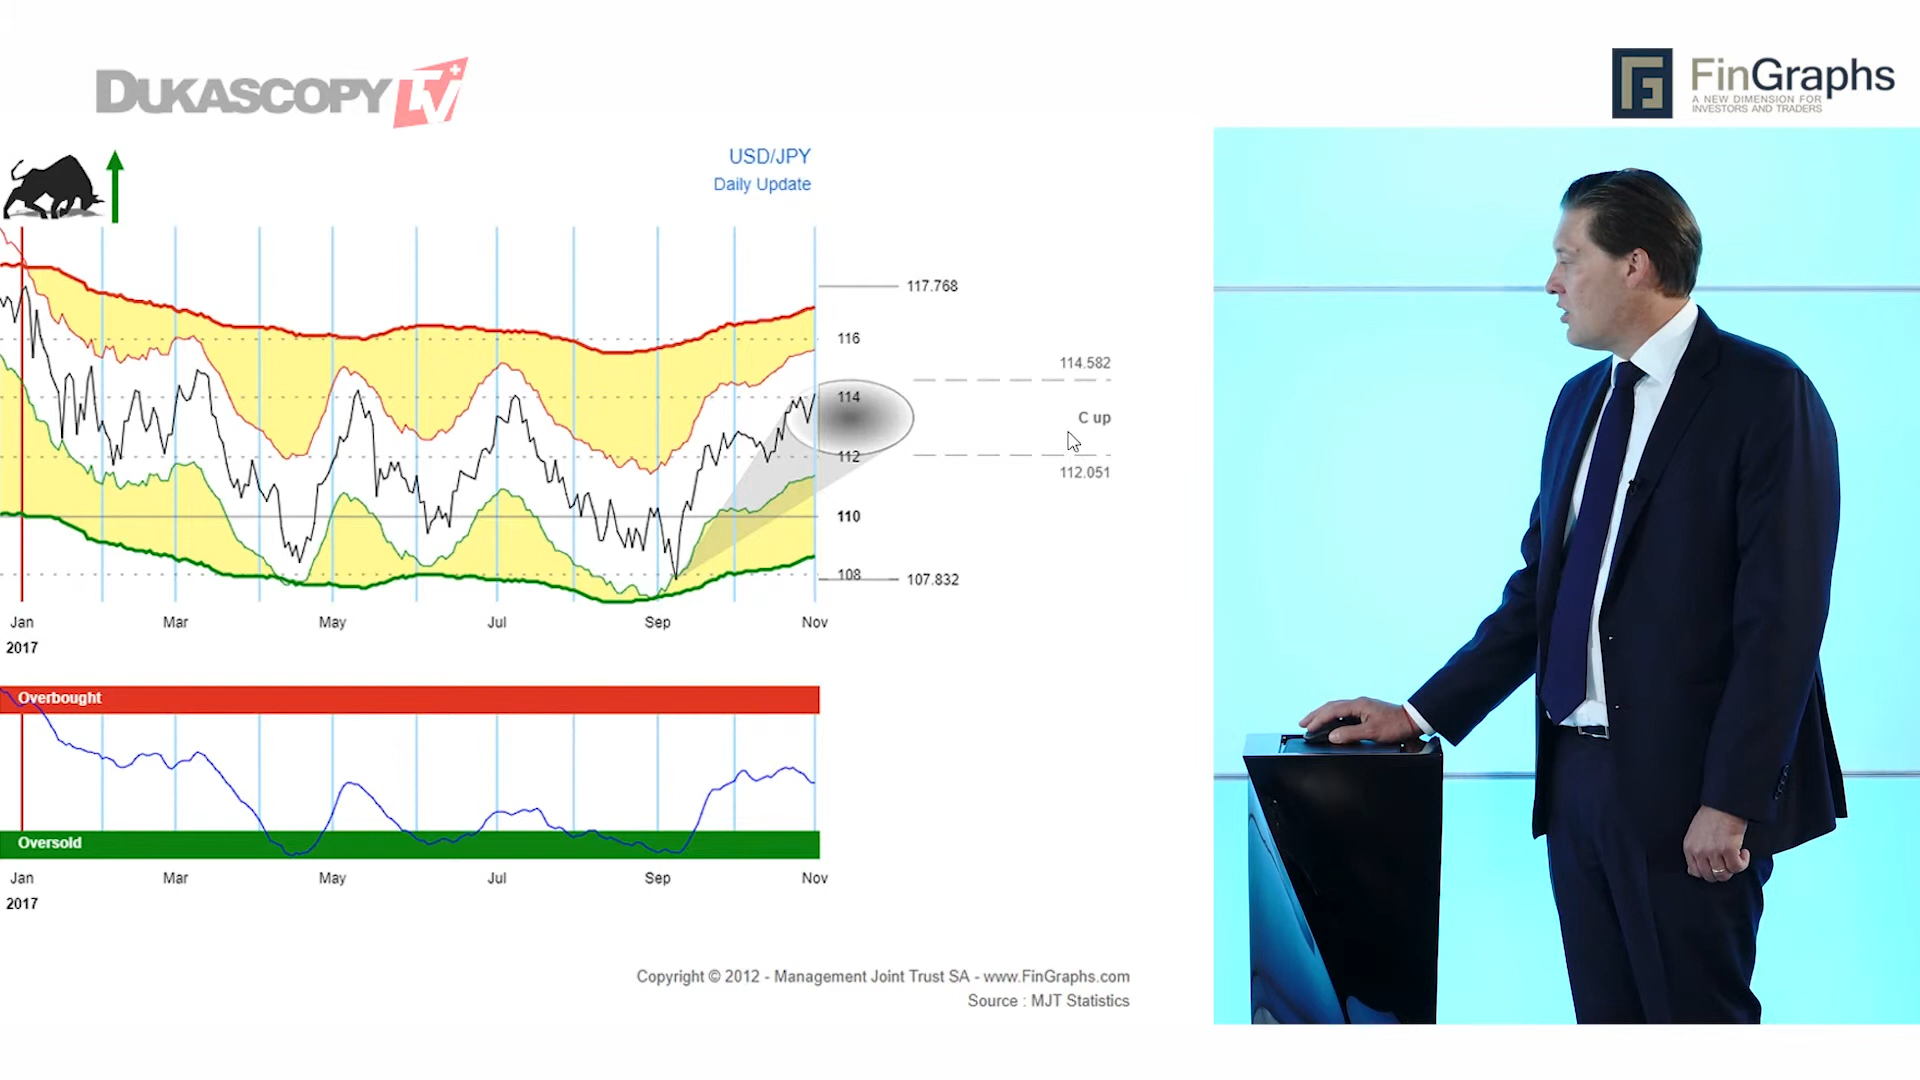 DUKASCOPY TV
FinGraphs
A NEW DIMENSION FOR
INVESTORS AND TRADERS
USD/JPY
Daily Update
117.768
116
114.582
114
C up
112
112.051
110
108
107.832
Jan
Mar
May
Jul
Sep
Nov
2017
Overbought
Oversold
Jan
Mar
May
Jul
Sep
Nov
2017
Copyright © 2012 - Management Joint Trust SA - www.FinGraphs.com
Source : MJT Statistics